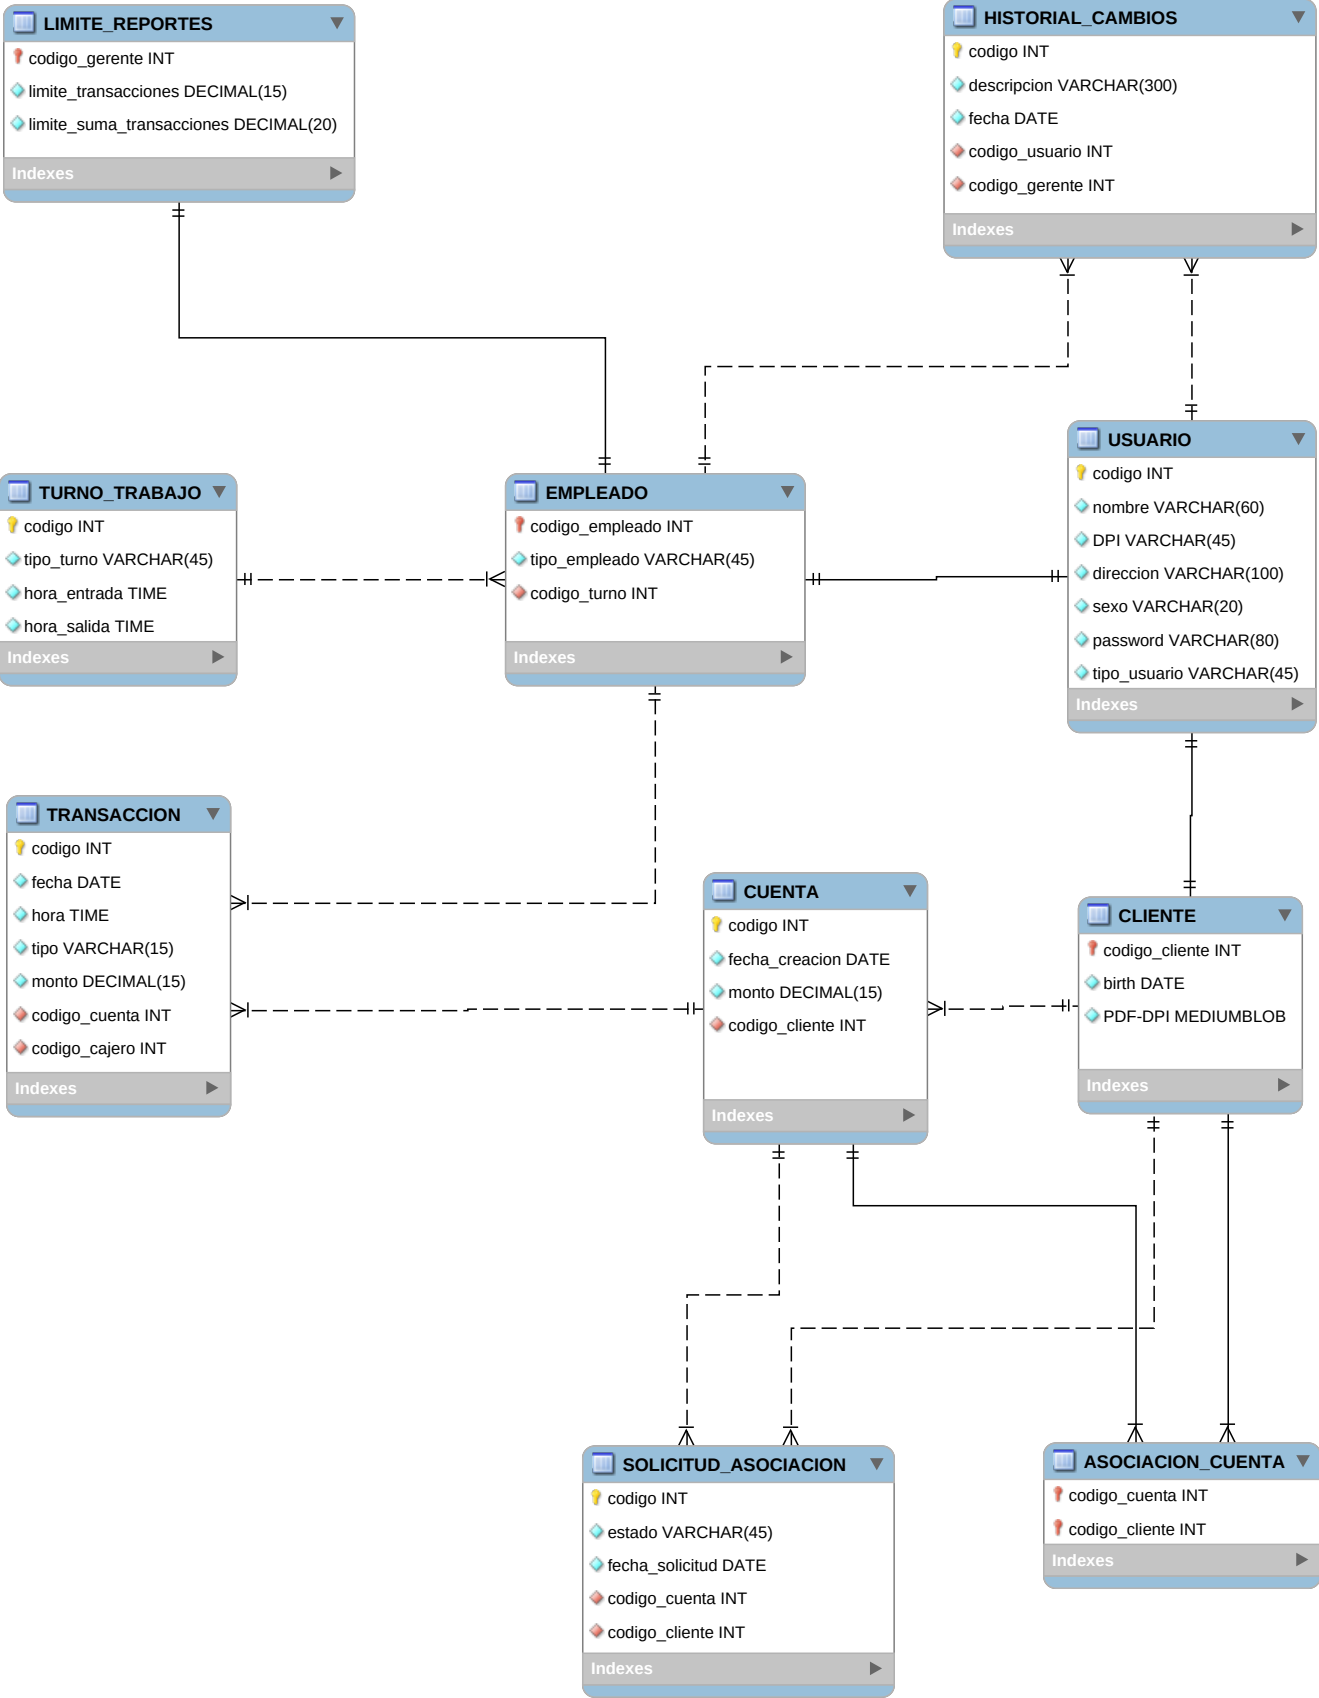 LIMITE_REPORTES
codigo_gerente INT
limite_transacciones DECIMAL(15)
limite_suma_transacciones DECIMAL(20)
Indexes
HISTORIAL_CAMBIOS
codigo INT
descripcion VARCHAR(300)
fecha DATE
codigo_usuario INT
codigo_gerente INT
Indexes
TURNO_TRABAJO
codigo INT
tipo_turno VARCHAR(45)
hora_entrada TIME
hora_salida TIME
Indexes
EMPLEADO
codigo_empleado INT
tipo_empleado VARCHAR(45)
codigo_turno INT
Indexes
USUARIO
codigo INT
nombre VARCHAR(60)
DPI VARCHAR(45)
direccion VARCHAR(100)
sexo VARCHAR(20)
password VARCHAR(80)
tipo_usuario VARCHAR(45)
Indexes
TRANSACCION
codigo INT
fecha DATE
hora TIME
tipo VARCHAR(15)
monto DECIMAL(15)
codigo_cuenta INT
codigo_cajero INT
Indexes
CUENTA
codigo INT
fecha_creacion DATE
monto DECIMAL(15)
codigo_cliente INT
Indexes
CLIENTE
codigo_cliente INT
birth DATE
PDF-DPI MEDIUMBLOB
Indexes
SOLICITUD_ASOCIACION
codigo INT
estado VARCHAR(45)
fecha_solicitud DATE
codigo_cuenta INT
codigo_cliente INT
Indexes
ASOCIACION_CUENTA
codigo_cuenta INT
codigo_cliente INT
Indexes